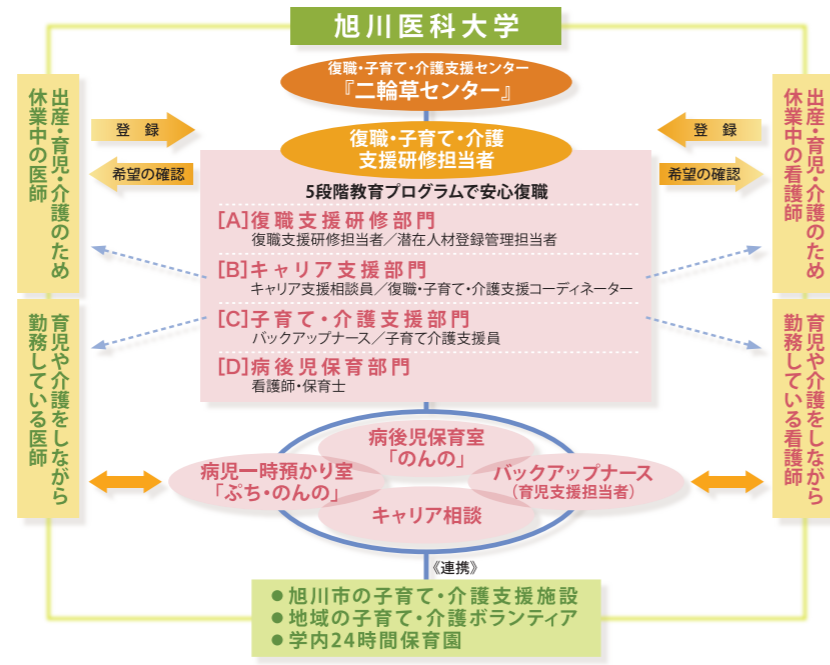 旭川医科大学
復職・子育て・介護支援センター
『二輪草センター』
復職・子育て・介護
支援研修担当者
出産・育児・介護のため
休業中の医師
登 録
希望の確認
登 録
希望の確認
出産・育児・介護のため
休業中の看護師
5段階教育プログラムで安心復職
[A]復職支援研修部門
復職支援研修担当者／潜在人材登録管理担当者
[B]キャリア支援部門
キャリア支援相談員／復職・子育て・介護支援コーディネーター
[C]子育て・介護支援部門
バックアップナース／子育て介護支援員
[D]病後児保育部門
看護師・保育士
育児や介護をしながら
勤務している医師
育児や介護をしながら
勤務している看護師
病後児保育室
「のんの」
病児一時預かり室
「ぷち・のんの」
バックアップナース
（育児支援担当者）
キャリア相談
《連携》
●旭川市の子育て・介護支援施設
●地域の子育て・介護ボランティア
●学内24時間保育園